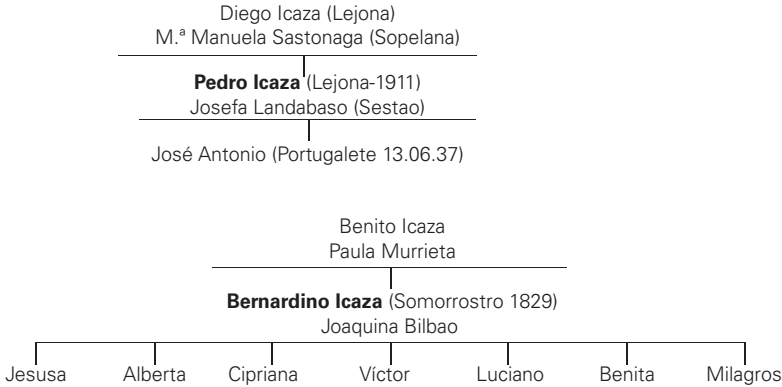 Diego Icaza (Lejona)
M.ª Manuela Sastonaga (Sopelana)
Pedro Icaza (Lejona-1911)
Josefa Landabaso (Sestao)
José Antonio (Portugalete 13.06.37)
Benito Icaza
Paula Murrieta
Bernardino Icaza (Somorrostro 1829)
Joaquina Bilbao
Jesusa Alberta Cipriana Víctor Luciano Benita Milagros